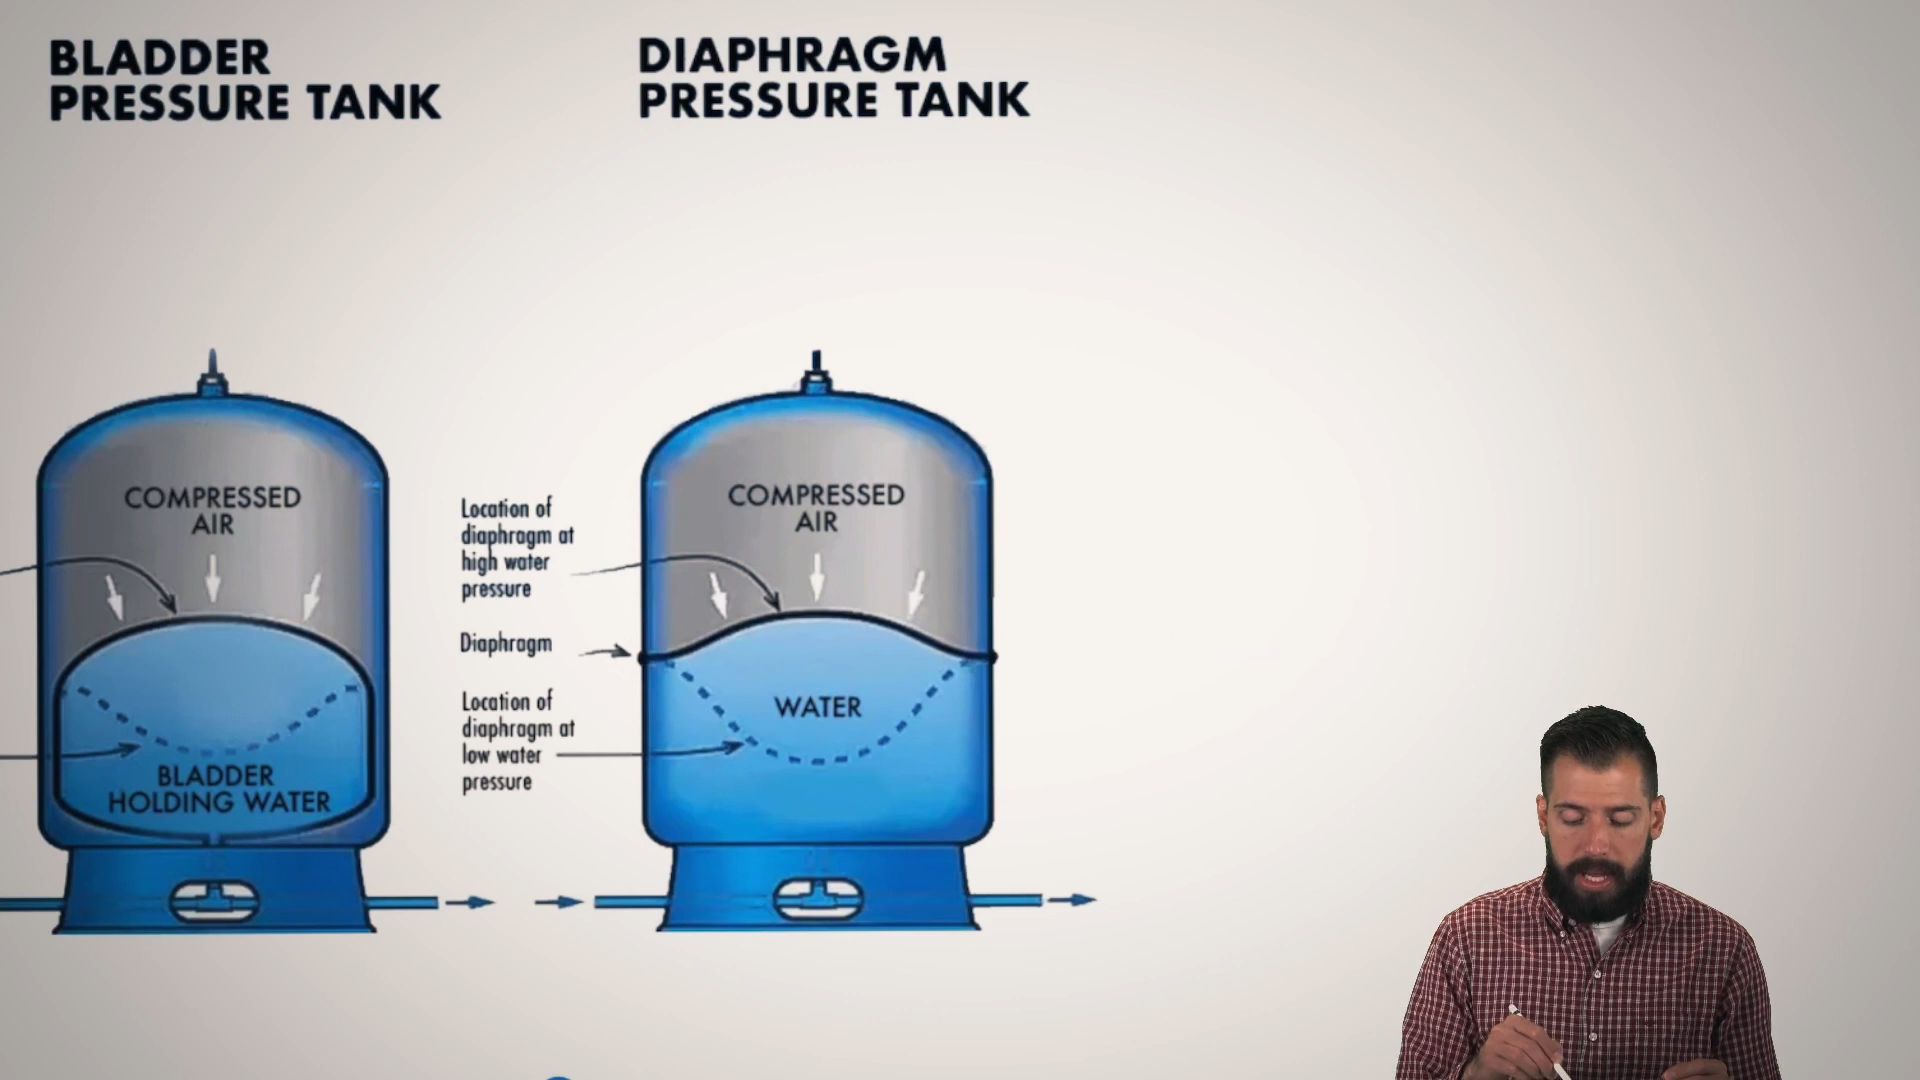 BLADDER
PRESSURE TANK
DIAPHRAGM
PRESSURE TANK
COMPRESSED
AIR
BLADDER
HOLDING WATER
Location of
diaphragm at
high water
pressure
Diaphragm
Location of
diaphragm at
low water
pressure
COMPRESSED
AIR
WATER